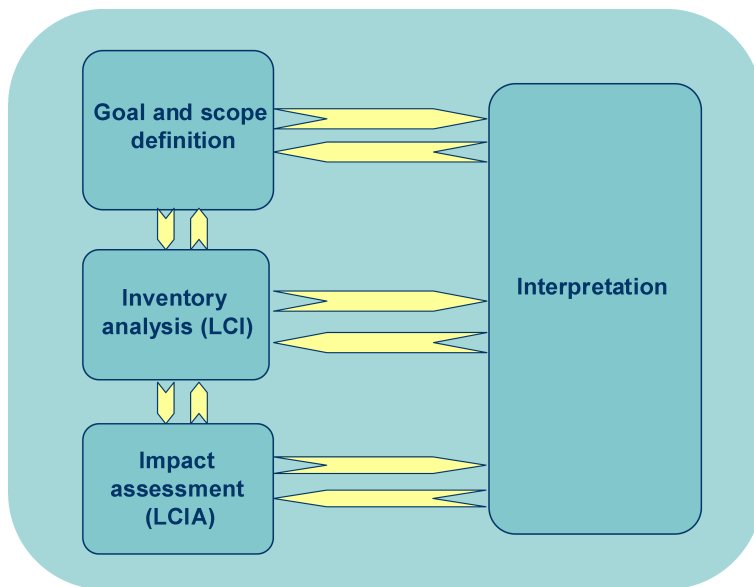 Goal and scope
definition
Inventory
analysis (LCI)
Impact
assessment
(LCIA)
Interpretation